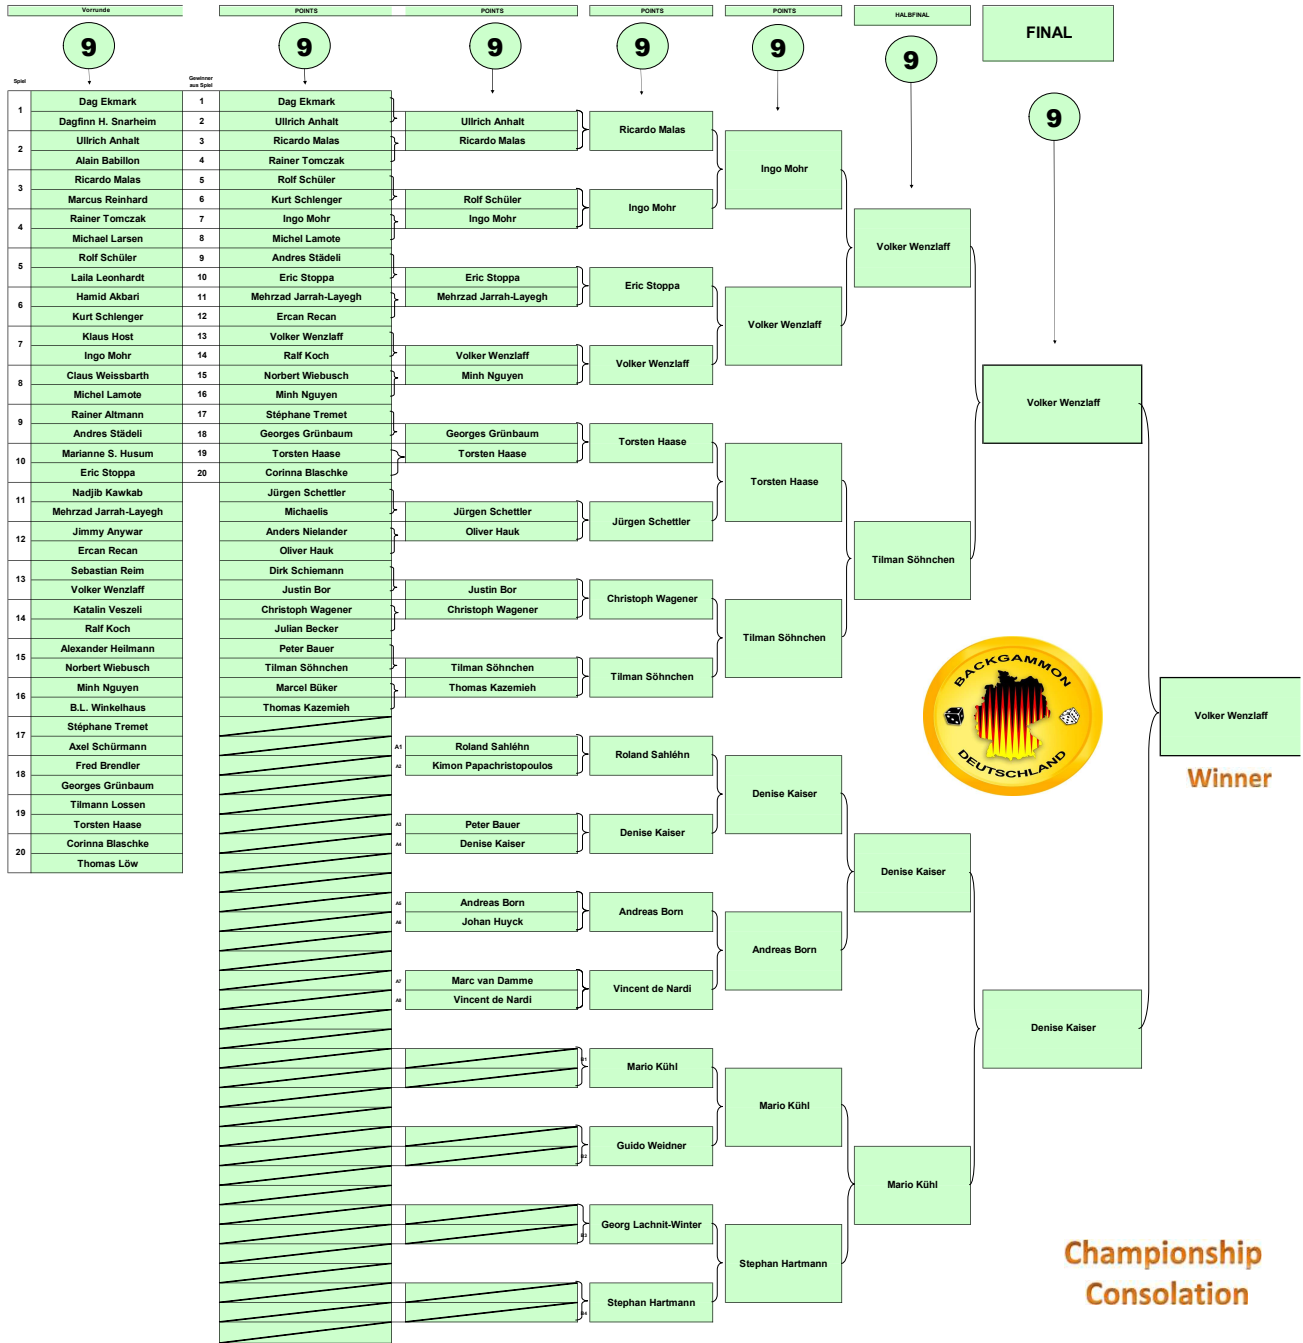 Vorrunde
POINTS
POINTS
POINTS
POINTS
HALBFINAL
FINAL
9
9
9
9
9
9
9
Spiel
Gewinner
aus Spiel
1
Dag Ekmark
Dagfinn H. Snarheim
2
Ullrich Anhalt
Alain Babillon
3
Ricardo Malas
Marcus Reinhard
4
Rainer Tomczak
Michael Larsen
5
Rolf Schüler
Laila Leonhardt
6
Hamid Akbari
Kurt Schlenger
7
Klaus Host
Ingo Mohr
8
Claus Weissbarth
Michel Lamote
9
Rainer Altmann
Andres Städeli
10
Marianne S. Husum
Eric Stoppa
11
Nadjib Kawkab
Mehrzad Jarrah-Layegh
12
Jimmy Anywar
Ercan Recan
13
Sebastian Reim
Volker Wenzlaff
14
Katalin Veszeli
Ralf Koch
15
Alexander Heilmann
Norbert Wiebusch
16
Minh Nguyen
B.L. Winkelhaus
17
Stéphane Tremet
Axel Schürmann
18
Fred Brendler
Georges Grünbaum
19
Tilmann Lossen
Torsten Haase
20
Corinna Blaschke
Thomas Löw
1 Dag Ekmark
2 Ullrich Anhalt
3 Ricardo Malas
4 Rainer Tomczak
5 Rolf Schüler
6 Kurt Schlenger
7 Ingo Mohr
8 Michel Lamote
9 Andres Städeli
10 Eric Stoppa
11 Mehrzad Jarrah-Layegh
12 Ercan Recan
13 Volker Wenzlaff
14 Ralf Koch
15 Norbert Wiebusch
16 Minh Nguyen
17 Stéphane Tremet
18 Georges Grünbaum
19 Torsten Haase
20 Corinna Blaschke
Jürgen Schettler
Michaelis
Anders Nielander
Oliver Hauk
Dirk Schiemann
Justin Bor
Christoph Wagener
Julian Becker
Peter Bauer
Tilman Söhnchen
Marcel Büker
Thomas Kazemieh
Ullrich Anhalt
Ricardo Malas
Rolf Schüler
Ingo Mohr
Eric Stoppa
Mehrzad Jarrah-Layegh
Volker Wenzlaff
Minh Nguyen
Georges Grünbaum
Torsten Haase
Jürgen Schettler
Oliver Hauk
Justin Bor
Christoph Wagener
Tilman Söhnchen
Thomas Kazemieh
A1 Roland Sahléhn
A2 Kimon Papachristopoulos
A3 Peter Bauer
A4 Denise Kaiser
A5 Andreas Born
A6 Johan Huyck
A7 Marc van Damme
A8 Vincent de Nardi
Ricardo Malas
Ingo Mohr
Eric Stoppa
Volker Wenzlaff
Torsten Haase
Jürgen Schettler
Christoph Wagener
Tilman Söhnchen
Roland Sahléhn
Denise Kaiser
Andreas Born
Vincent de Nardi
B1 Mario Kühl
B2 Guido Weidner
B3 Georg Lachnit-Winter
B4 Stephan Hartmann
Ingo Mohr
Volker Wenzlaff
Torsten Haase
Tilman Söhnchen
Denise Kaiser
Andreas Born
Mario Kühl
Stephan Hartmann
Volker Wenzlaff
Tilman Söhnchen
Denise Kaiser
Mario Kühl
Volker Wenzlaff
Denise Kaiser
BACKGAMMON
DEUTSCHLAND
Volker Wenzlaff
Winner
Championship
Consolation